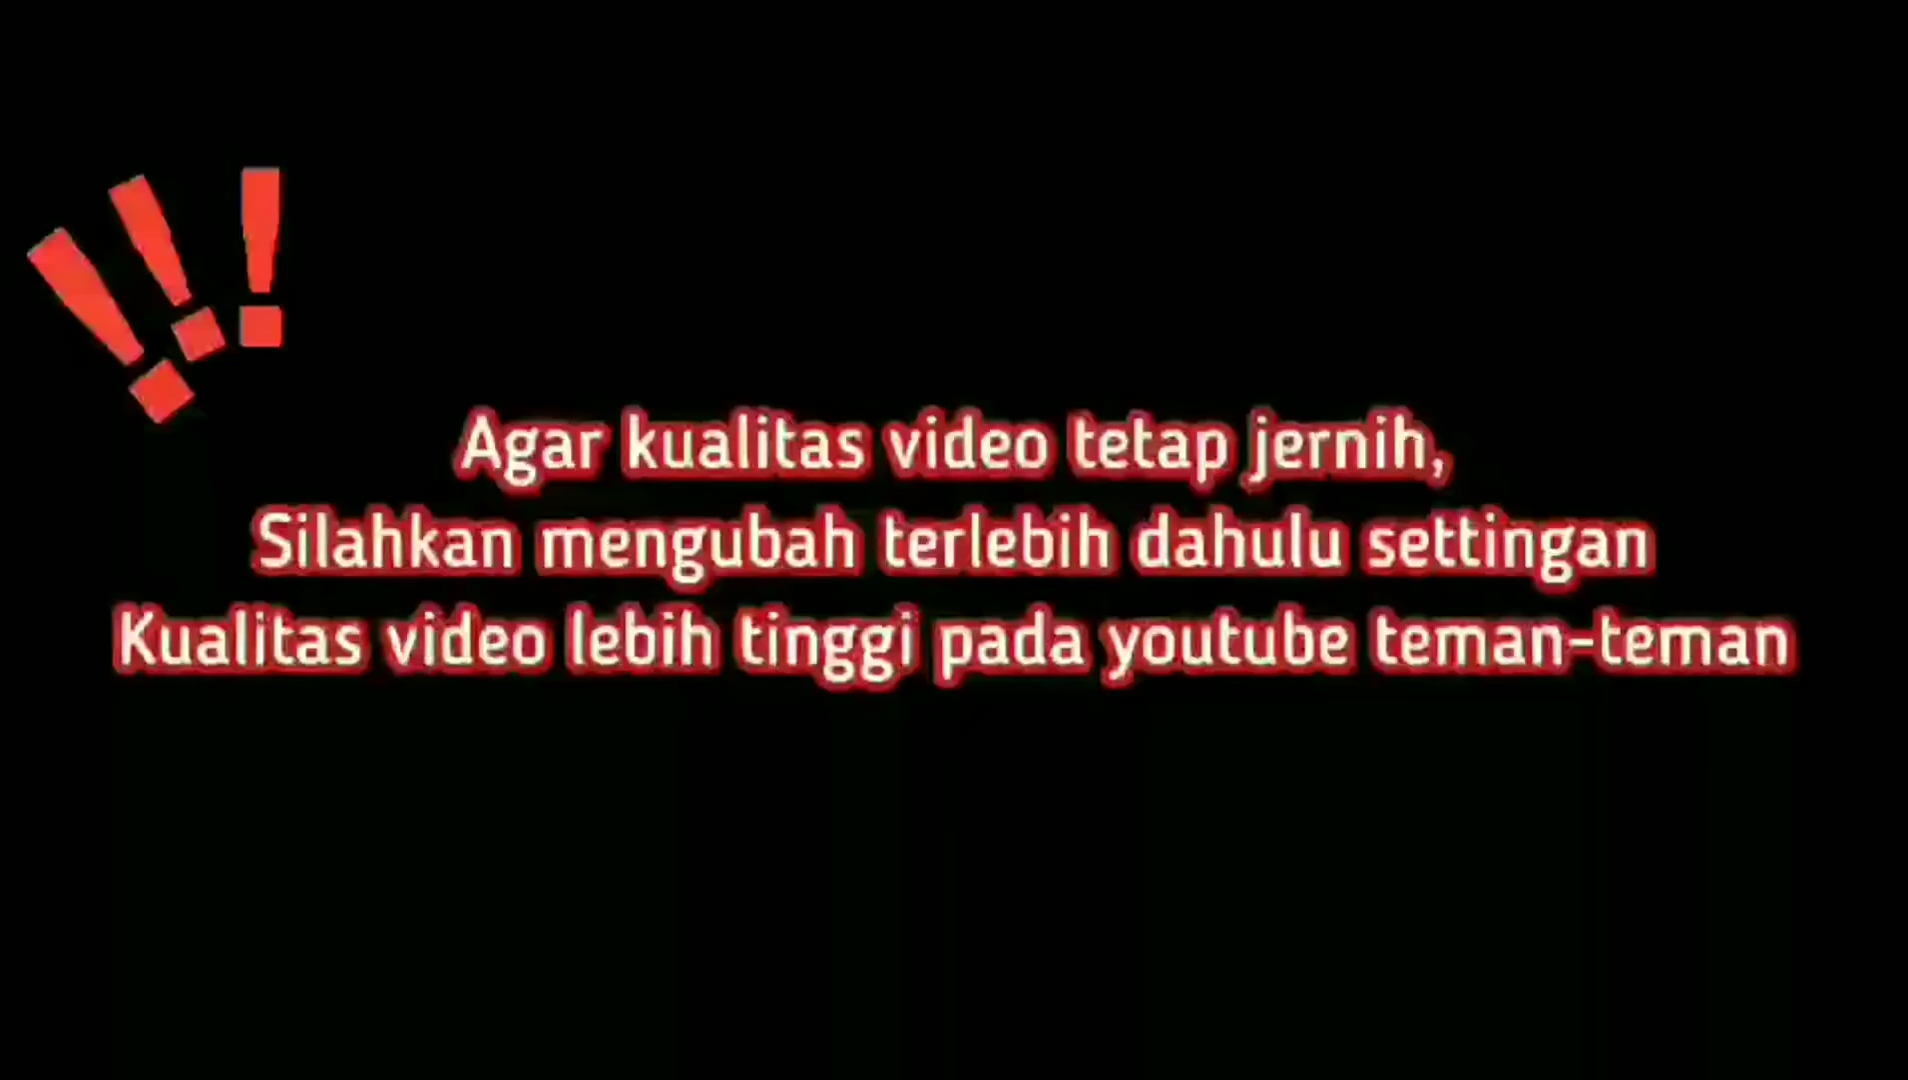 Agar kualitas video tetap jernih,
Silahkan mengubah terlebih dahulu settingan
Kualitas video lebih tinggi pada youtube teman-teman